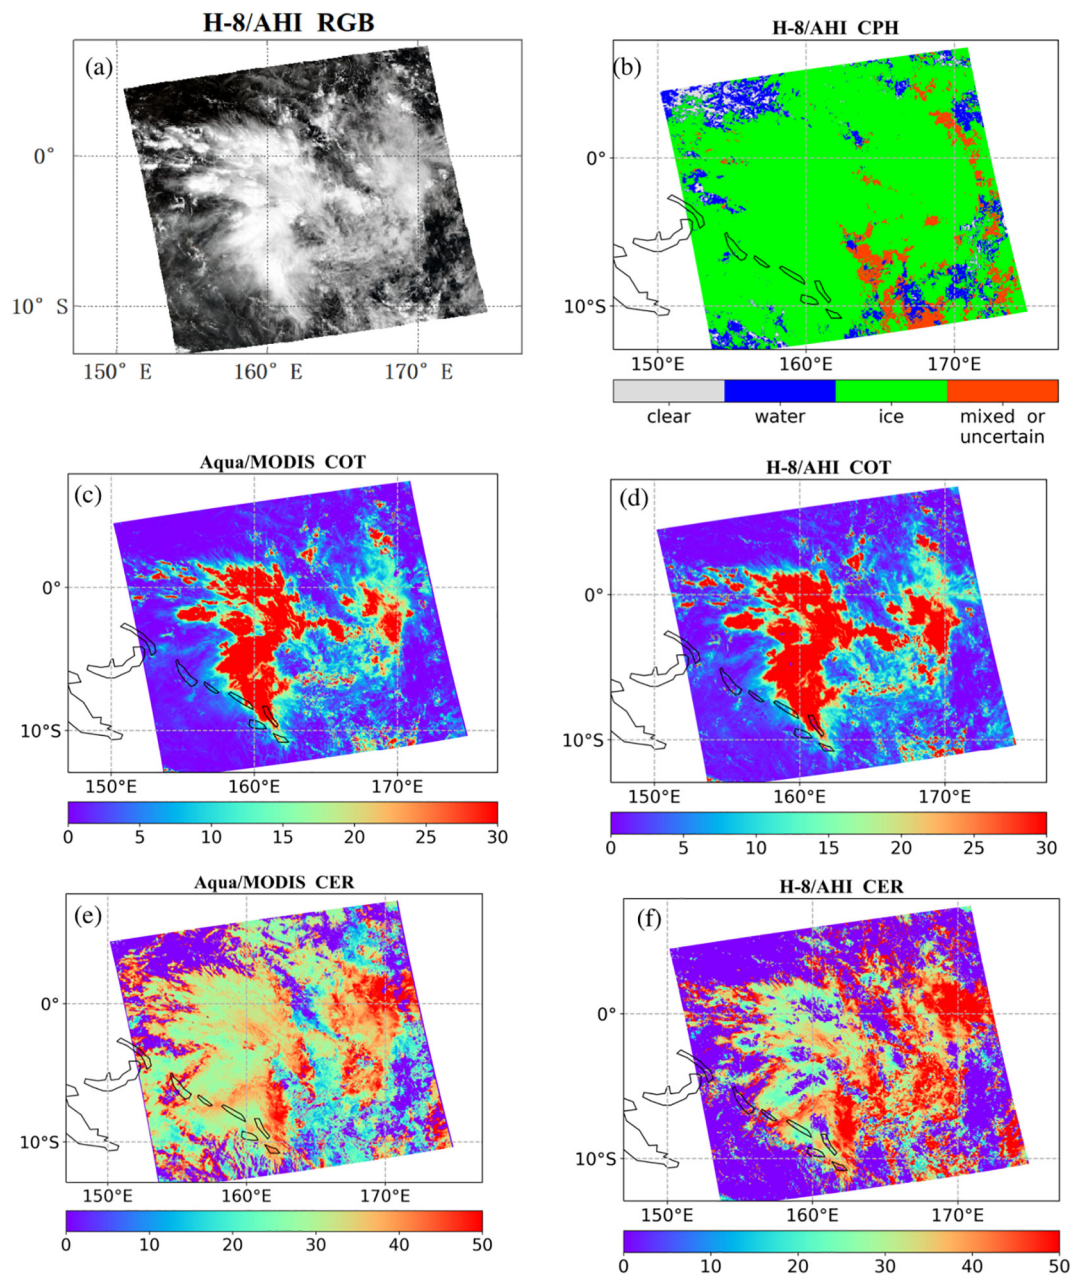 H-8/AHI RGB
(a)
0°
10° S
150° E 160° E 170° E
H-8/AHI CPH
(b)
0°
10°S
150°E 160°E 170°E
clear water ice mixed or
uncertain
Aqua/MODIS COT
(c)
0°
10°S
150°E 160°E 170°E
0 5 10 15 20 25 30
H-8/AHI COT
(d)
0°
10°S
150°E 160°E 170°E
0 5 10 15 20 25 30
Aqua/MODIS CER
(e)
0°
10°S
150°E 160°E 170°E
0 10 20 30 40 50
H-8/AHI CER
(f)
0°
10°S
150°E 160°E 170°E
0 10 20 30 40 50